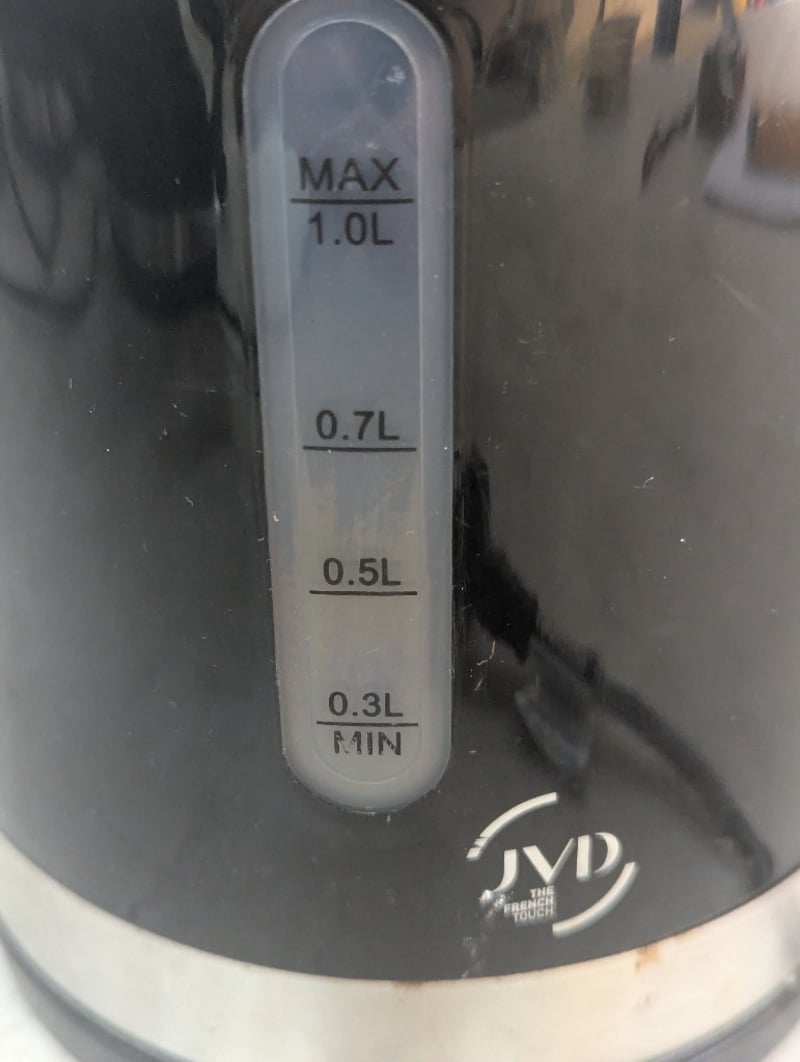 MAX
1.0L
0.7L
0.5L
0.3L
MIN
JVD
THE
FRENCH
TOUCH